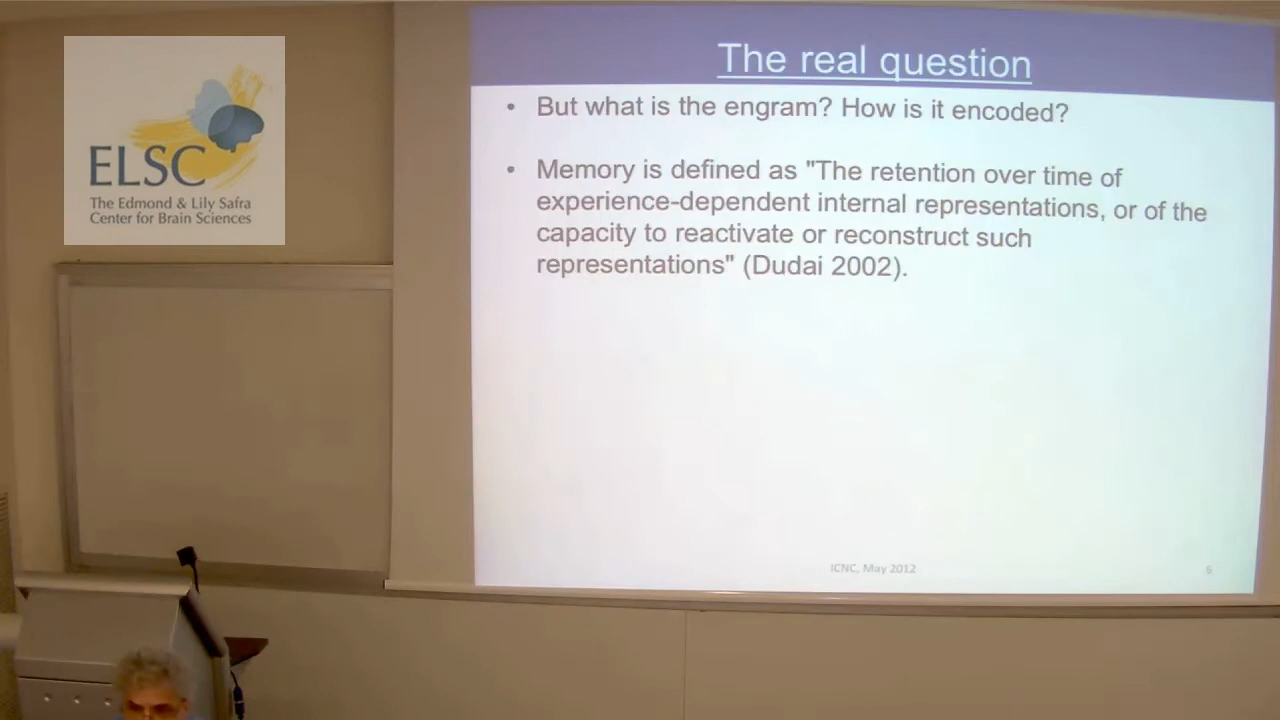 ELSC
The Edmond & Lily Safra
Center for Brain Sciences
The real question
• But what is the engram? How is it encoded?
• Memory is defined as "The retention over time of
experience-dependent internal representations, or of the
capacity to reactivate or reconstruct such
representations" (Dudai 2002).
ICNC, May 2012
6